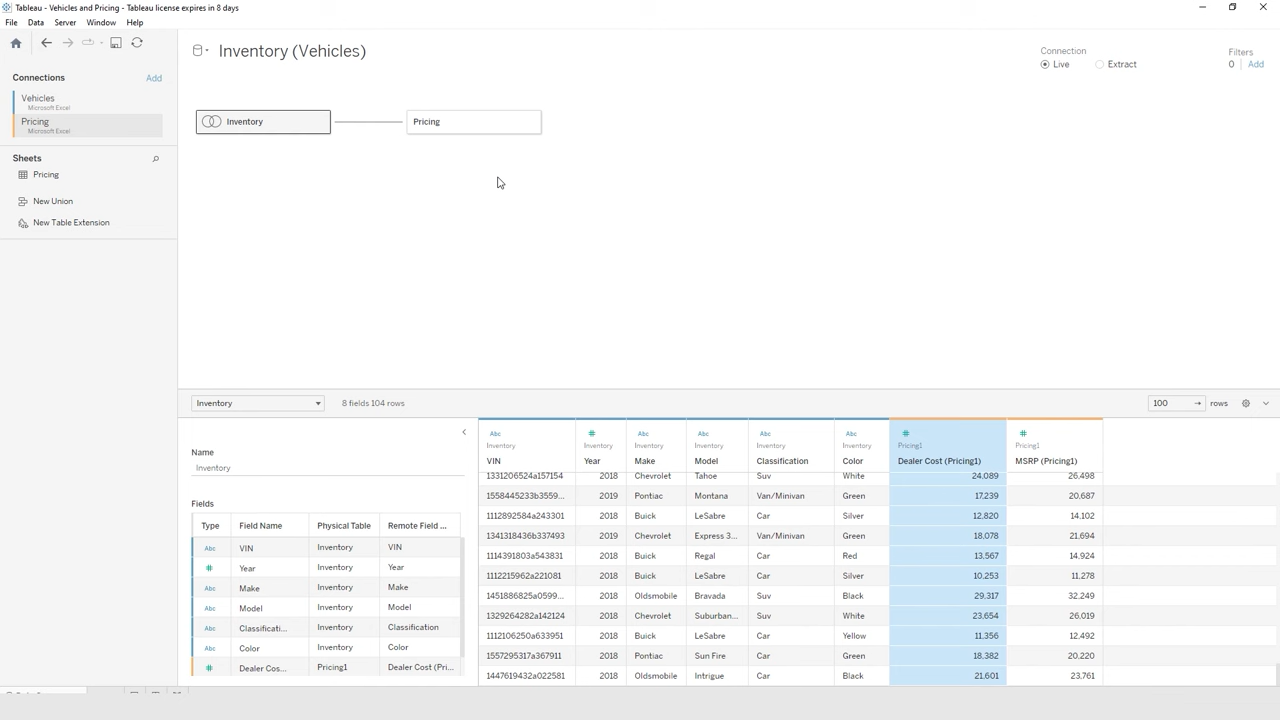 Tableau - Vehicles and Pricing - Tableau license expires in 8 days
File Data Server Window Help
Connections Add
Vehicles
Microsoft Excel
Pricing
Microsoft Excel
Sheets
Pricing
New Union
New Table Extension
Inventory (Vehicles)
Connection
Live Extract
Filters
0 Add
Inventory
Pricing
Inventory 8 fields 104 rows 100 rows
Name
Inventory
Fields
Type Field Name Physical Table Remote Field ...
Abc VIN Inventory VIN
# Year Inventory Year
Abc Make Inventory Make
Abc Model Inventory Model
Abc Classificati... Inventory Classification
Abc Color Inventory Color
# Dealer Cos... Pricing1 Dealer Cost (Pri...
Abc # Abc Abc Abc Abc # #
Inventory Inventory Inventory Inventory Inventory Inventory Pricing1 Pricing1
VIN Year Make Model Classification Color Dealer Cost (Pricing1) MSRP (Pricing1)
1331206524a157154 2018 Chevrolet Tahoe Suv White 24,089 26,498
1558445233b3559... 2019 Pontiac Montana Van/Minivan Green 17,239 20,687
1112892584a243301 2018 Buick LeSabre Car Silver 12,820 14,102
1341318436b337493 2019 Chevrolet Express 3... Van/Minivan Green 18,078 21,694
1114391803a543831 2018 Buick Regal Car Red 13,567 14,924
1112215962a221081 2018 Buick LeSabre Car Silver 10,253 11,278
1451886825a0599... 2018 Oldsmobile Bravada Suv Black 29,317 32,249
1329264282a142124 2018 Chevrolet Suburban... Suv White 23,654 26,019
1112106250a633951 2018 Buick LeSabre Car Yellow 11,356 12,492
1557295317a367911 2018 Pontiac Sun Fire Car Green 18,382 20,220
1447619432a022581 2018 Oldsmobile Intrigue Car Black 21,601 23,761